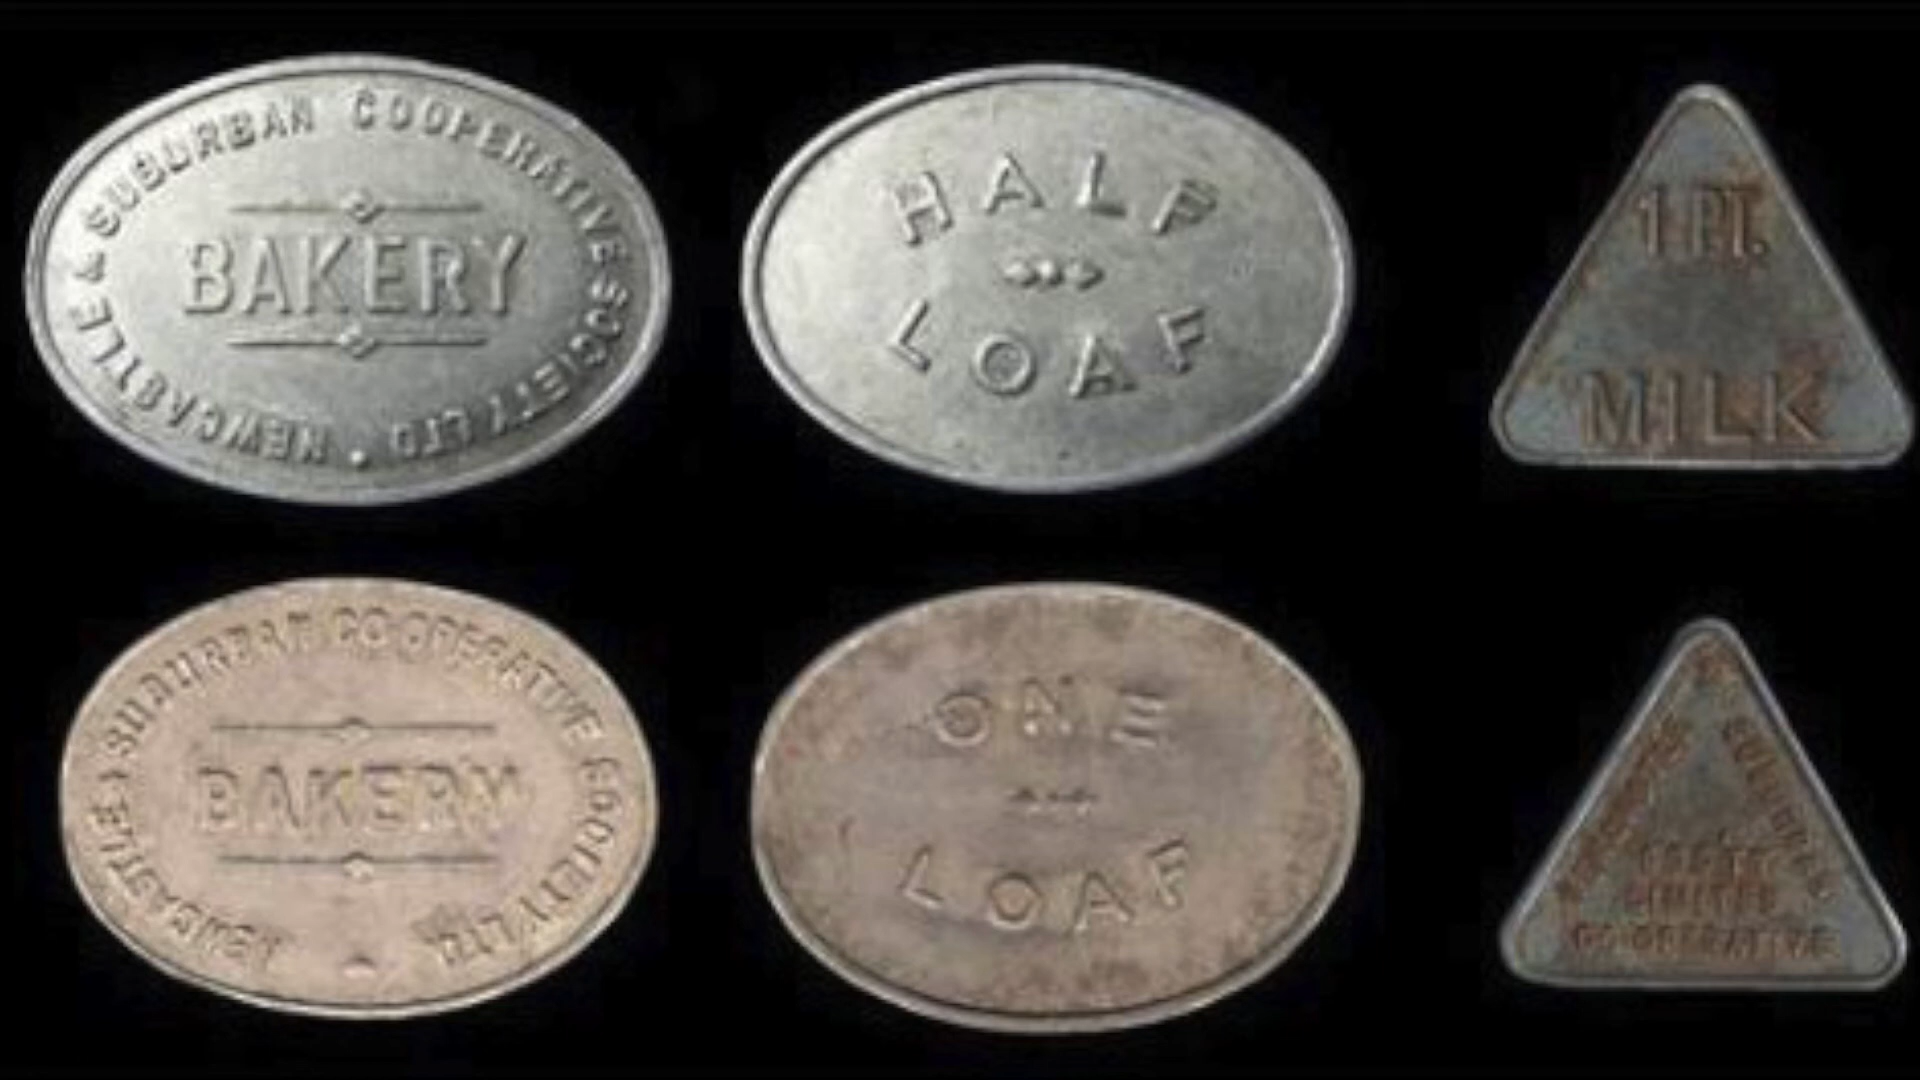 NEWCASTLE & SUBURBAN COOPERATIVE SOCIETY LTD
BAKERY
HALF
LOAF
1 PT.
MILK
NEWCASTLE & SUBURBAN COOPERATIVE SOCIETY LTD.
BAKERY
ONE
LOAF
CO-OPERATIVE